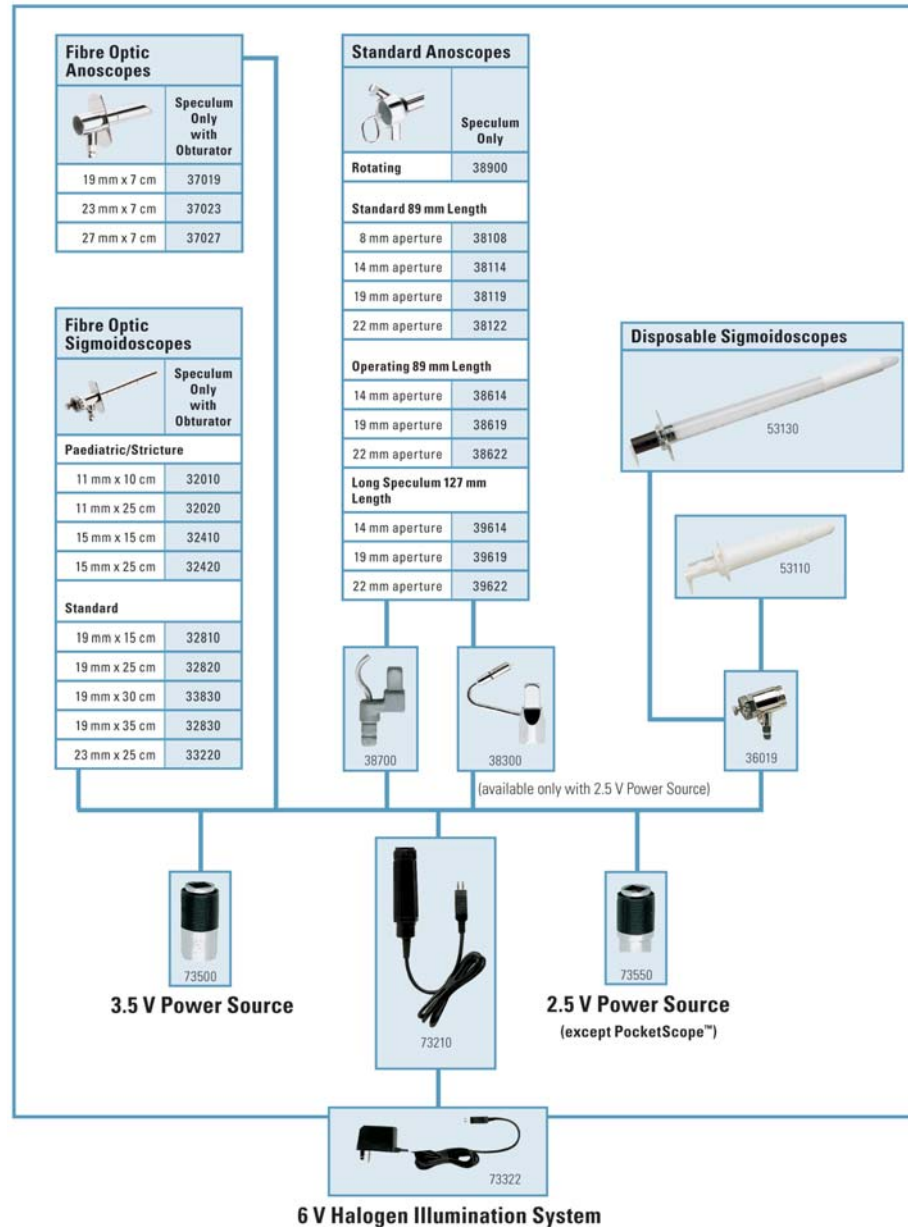 Fibre Optic
Anoscopes
Speculum
Only
with
Obturator
19 mm x 7 cm 37019
23 mm x 7 cm 37023
27 mm x 7 cm 37027
Fibre Optic
Sigmoidoscopes
Speculum
Only
with
Obturator
Paediatric/Stricture
11 mm x 10 cm 32010
11 mm x 25 cm 32020
15 mm x 15 cm 32410
15 mm x 25 cm 32420
Standard
19 mm x 15 cm 32810
19 mm x 25 cm 32820
19 mm x 30 cm 33830
19 mm x 35 cm 32830
23 mm x 25 cm 33220
Standard Anoscopes
Speculum
Only
Rotating 38900
Standard 89 mm Length
8 mm aperture 38108
14 mm aperture 38114
19 mm aperture 38119
22 mm aperture 38122
Operating 89 mm Length
14 mm aperture 38614
19 mm aperture 38619
22 mm aperture 38622
Long Speculum 127 mm
Length
14 mm aperture 39614
19 mm aperture 39619
22 mm aperture 39622
Disposable Sigmoidoscopes
53130
53110
38700
38300
36019
(available only with 2.5 V Power Source)
73500
3.5 V Power Source
73210
73550
2.5 V Power Source
(except PocketScope™)
73322
6 V Halogen Illumination System